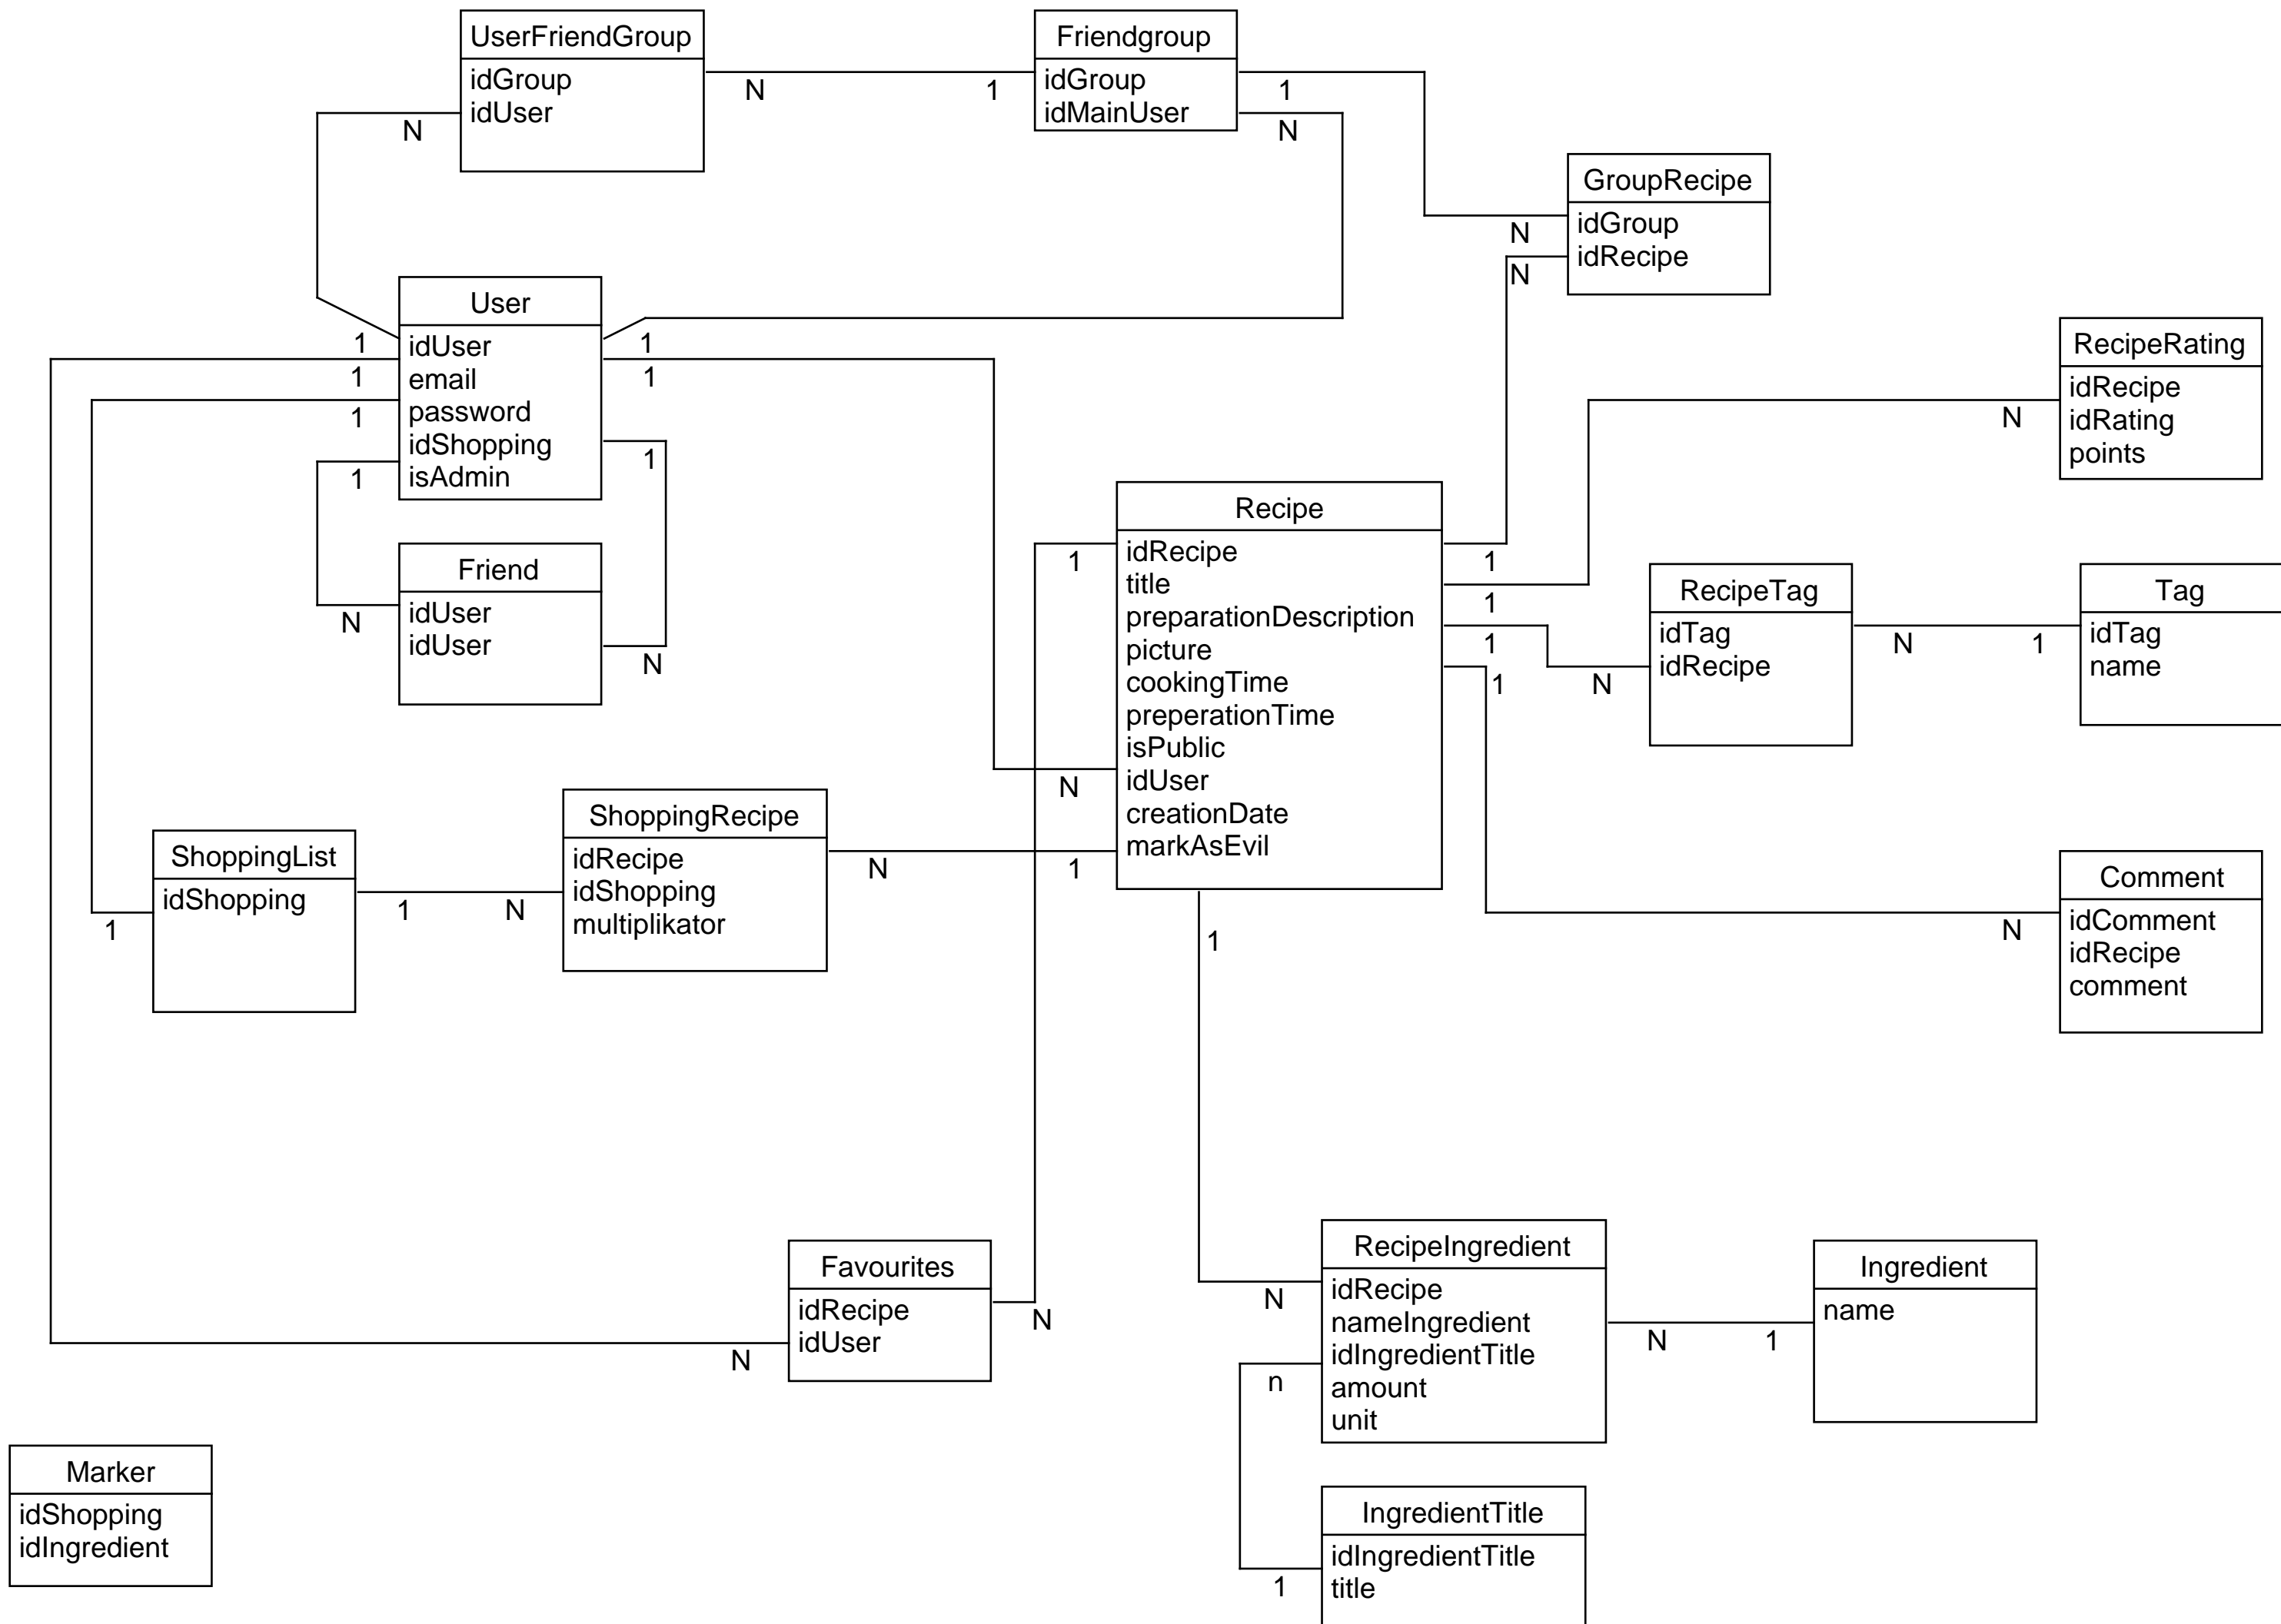 UserFriendGroup
idGroup
idUser
N
N
1
Friendgroup
idGroup
idMainUser
1
N
GroupRecipe
idGroup
idRecipe
N
N
User
idUser
email
password
idShopping
isAdmin
1
1
1
1
1
1
1
Friend
idUser
idUser
N
N
RecipeRating
idRecipe
idRating
points
N
Recipe
idRecipe
title
preparationDescription
picture
cookingTime
preperationTime
isPublic
idUser
creationDate
markAsEvil
1
N
1
1
1
1
1
1
RecipeTag
idTag
idRecipe
N
N
1
Tag
idTag
name
ShoppingList
idShopping
1
1
N
ShoppingRecipe
idRecipe
idShopping
multiplikator
N
Comment
idComment
idRecipe
comment
N
Favourites
idRecipe
idUser
N
N
RecipeIngredient
idRecipe
nameIngredient
idIngredientTitle
amount
unit
N
n
N
1
Ingredient
name
Marker
idShopping
idIngredient
IngredientTitle
idIngredientTitle
title
1